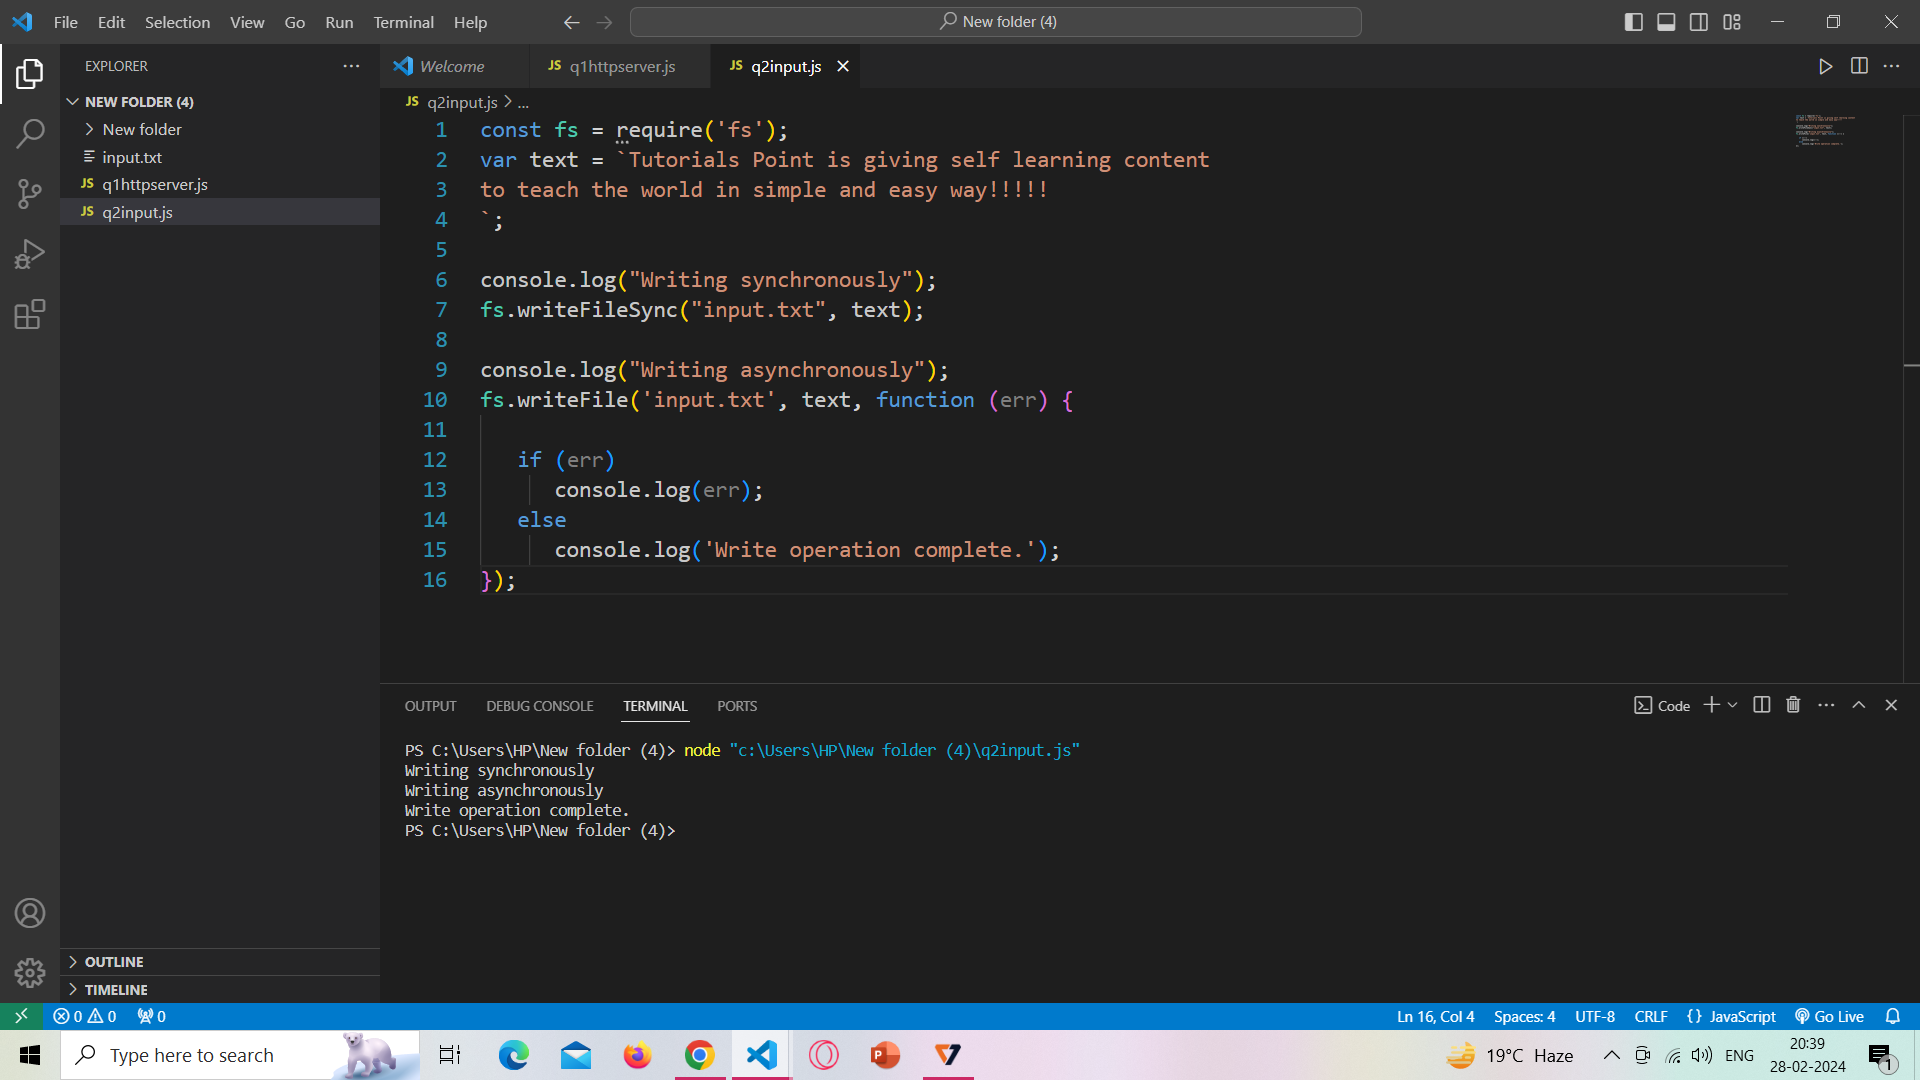 File Edit Selection View Go Run Terminal Help
New folder (4)
EXPLORER
NEW FOLDER (4)
New folder
input.txt
JS q1httpserver.js
JS q2input.js
Welcome
JS q1httpserver.js
JS q2input.js
JS q2input.js > ...
1 const fs = require('fs');
2 var text = `Tutorials Point is giving self learning content
3 to teach the world in simple and easy way!!!!!
4 `;
5
6 console.log("Writing synchronously");
7 fs.writeFileSync("input.txt", text);
8
9 console.log("Writing asynchronously");
10 fs.writeFile('input.txt', text, function (err) {
11
12 if (err)
13 console.log(err);
14 else
15 console.log('Write operation complete.');
16 });
OUTPUT DEBUG CONSOLE TERMINAL PORTS
Code
PS C:\Users\HP\New folder (4)> node "c:\Users\HP\New folder (4)\q2input.js"
Writing synchronously
Writing asynchronously
Write operation complete.
PS C:\Users\HP\New folder (4)>
OUTLINE
TIMELINE
0 0 0
Ln 16, Col 4 Spaces: 4 UTF-8 CRLF {} JavaScript Go Live
Type here to search
19°C Haze
ENG
20:39
28-02-2024
1